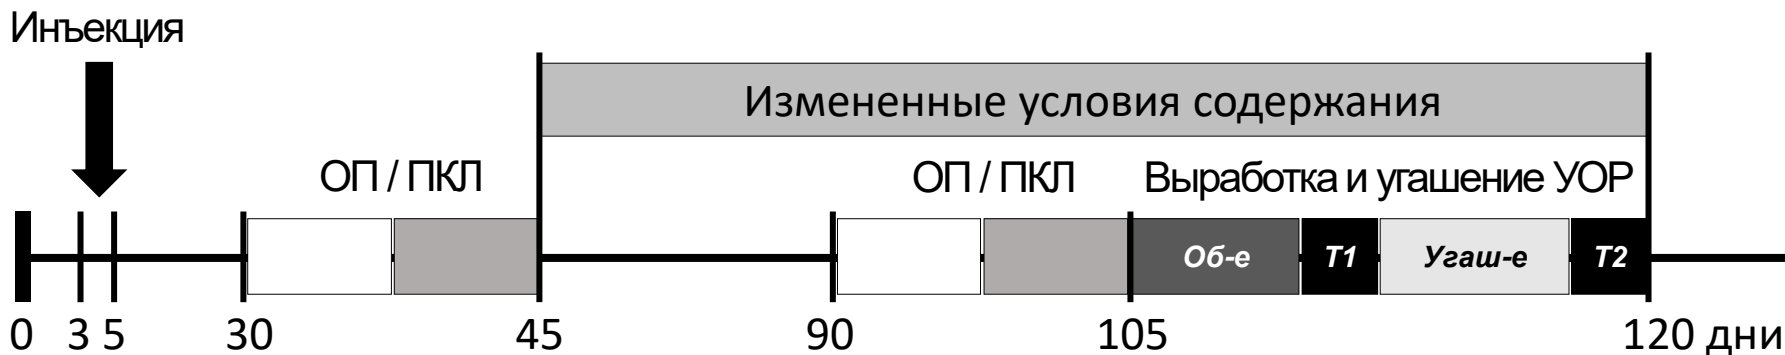 Инъекция
Измененные условия содержания
ОП / ПКЛ
ОП / ПКЛ
Выработка и угашение УОР
Об-е
Т1
Угаш-е
Т2
0 3 5 30 45 90 105 120 дни